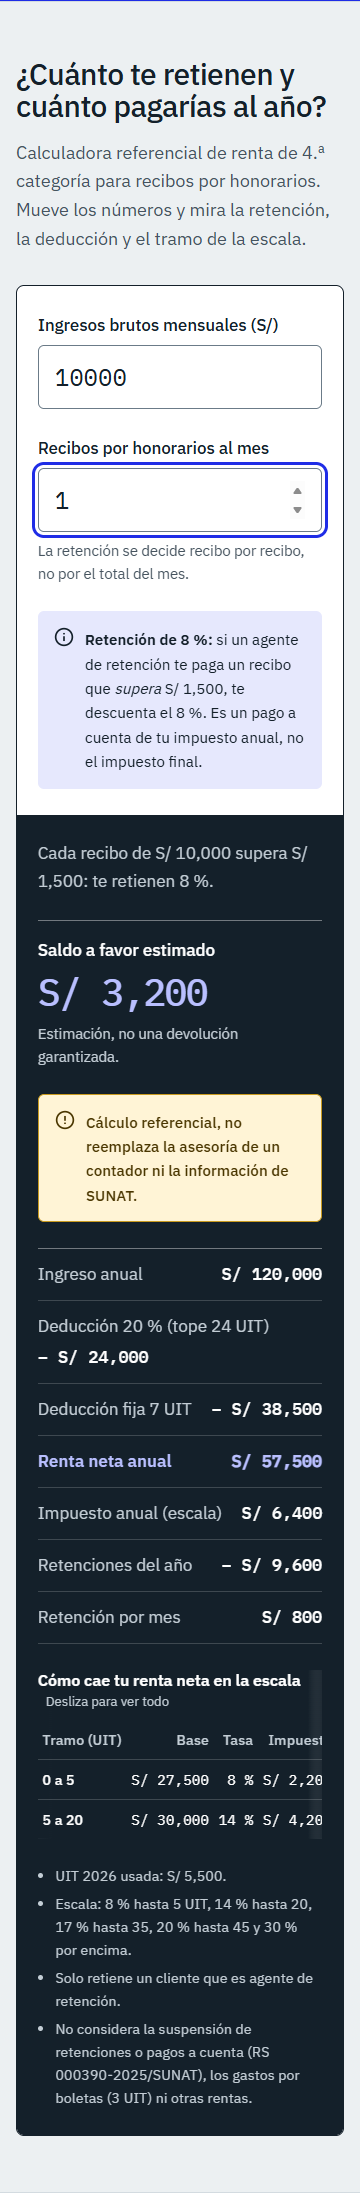 ¿Cuánto te retienen y
cuánto pagarías al año?
Calculadora referencial de renta de 4.ª
categoría para recibos por honorarios.
Mueve los números y mira la retención,
la deducción y el tramo de la escala.
Ingresos brutos mensuales (S/)
10000
Recibos por honorarios al mes
1
La retención se decide recibo por recibo,
no por el total del mes.
Retención de 8 %: si un agente
de retención te paga un recibo
que supera S/ 1,500, te
descuenta el 8 %. Es un pago a
cuenta de tu impuesto anual, no
el impuesto final.
Cada recibo de S/ 10,000 supera S/
1,500: te retienen 8 %.
Saldo a favor estimado
S/ 3,200
Estimación, no una devolución
garantizada.
Cálculo referencial, no
reemplaza la asesoría de un
contador ni la información de
SUNAT.
Ingreso anual S/ 120,000
Deducción 20 % (tope 24 UIT)
− S/ 24,000
Deducción fija 7 UIT − S/ 38,500
Renta neta anual S/ 57,500
Impuesto anual (escala) S/ 6,400
Retenciones del año − S/ 9,600
Retención por mes S/ 800
Cómo cae tu renta neta en la escala
Desliza para ver todo
Tramo (UIT) Base Tasa Impuest
0 a 5 S/ 27,500 8 % S/ 2,20
5 a 20 S/ 30,000 14 % S/ 4,20
• UIT 2026 usada: S/ 5,500.
• Escala: 8 % hasta 5 UIT, 14 % hasta 20,
17 % hasta 35, 20 % hasta 45 y 30 %
por encima.
• Solo retiene un cliente que es agente de
retención.
• No considera la suspensión de
retenciones o pagos a cuenta (RS
000390-2025/SUNAT), los gastos por
boletas (3 UIT) ni otras rentas.